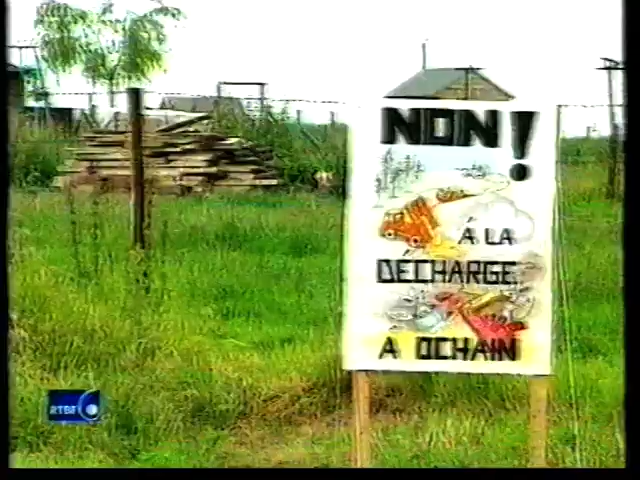 NON!
À LA
DÉCHARGE
A OCHAIN
RTBF